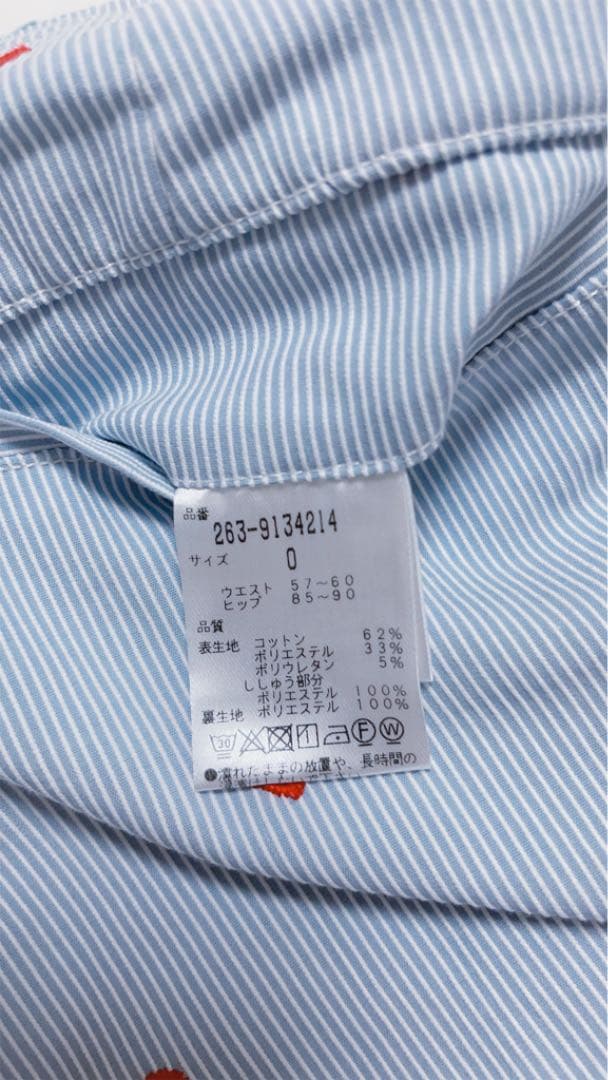 品番
263-9134214
サイズ 0
ウエスト 57〜60
ヒップ 85〜90
品質
表生地 コットン 62%
ポリエステル 33%
ポリウレタン 5%
ししゅう部分
ポリエステル 100%
裏生地 ポリエステル 100%
30 F W
●濡れたままの放置や、長時間の